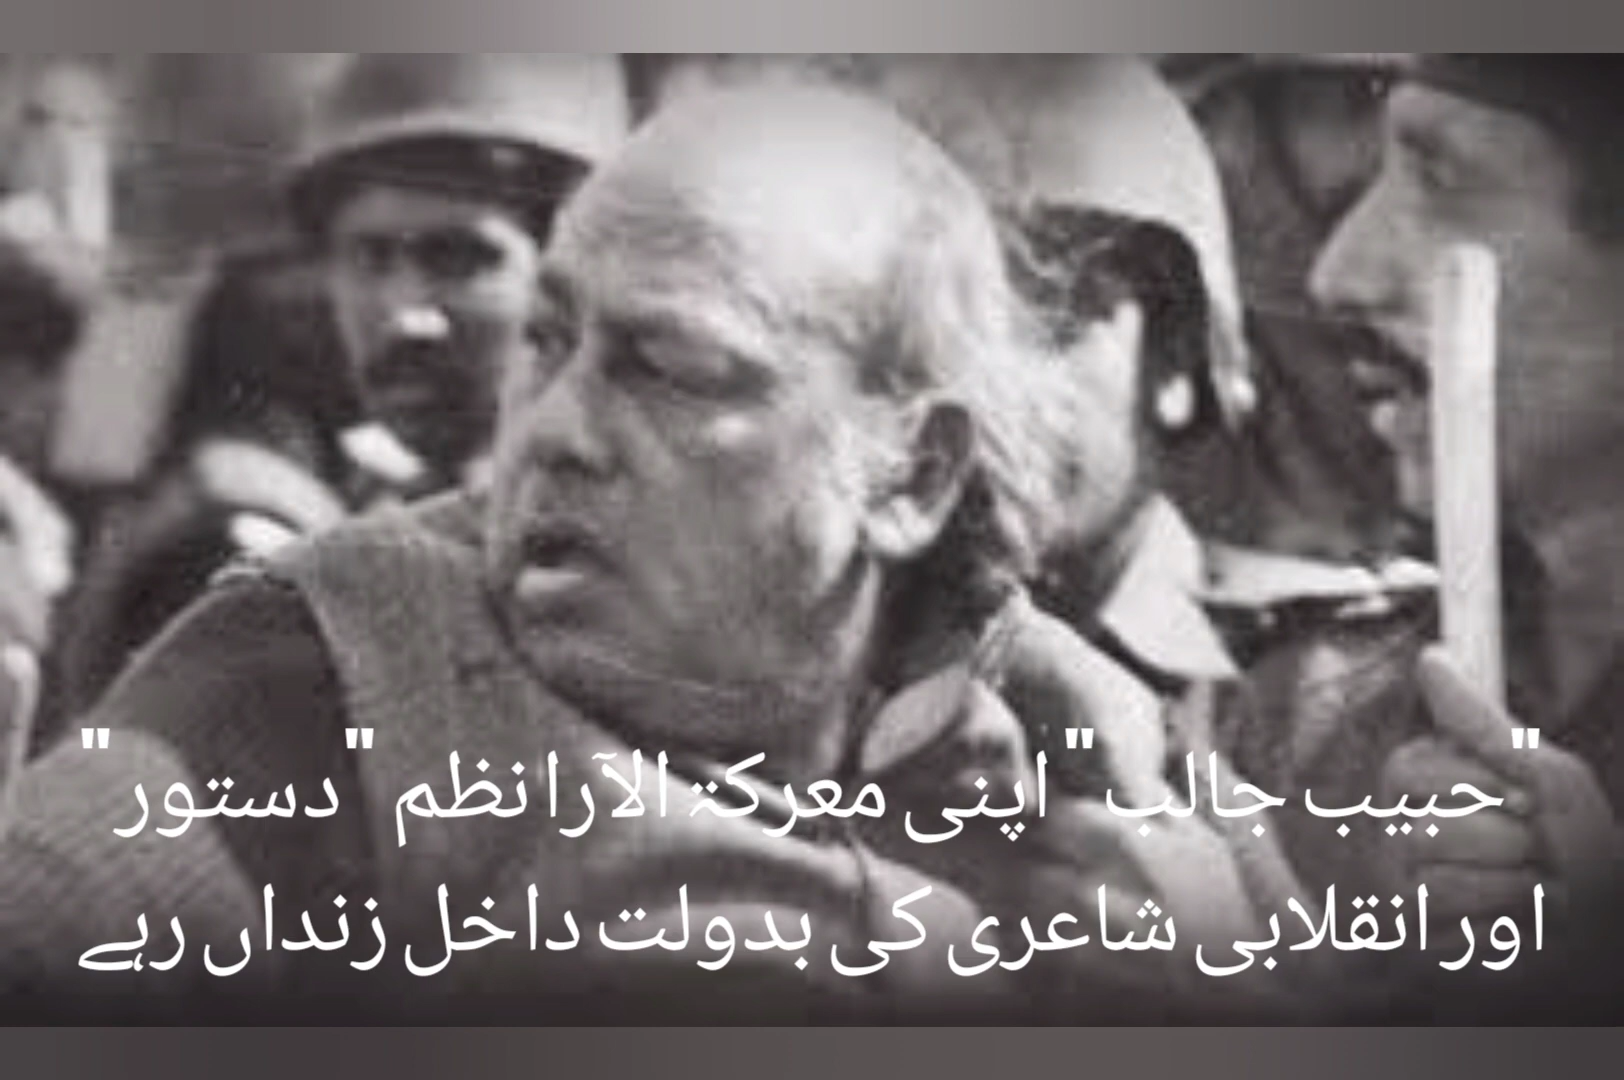 "حبیب جالب" اپنی معرکۃ الآرا نظم "دستور"
اور انقلابی شاعری کی بدولت داخل زنداں رہے